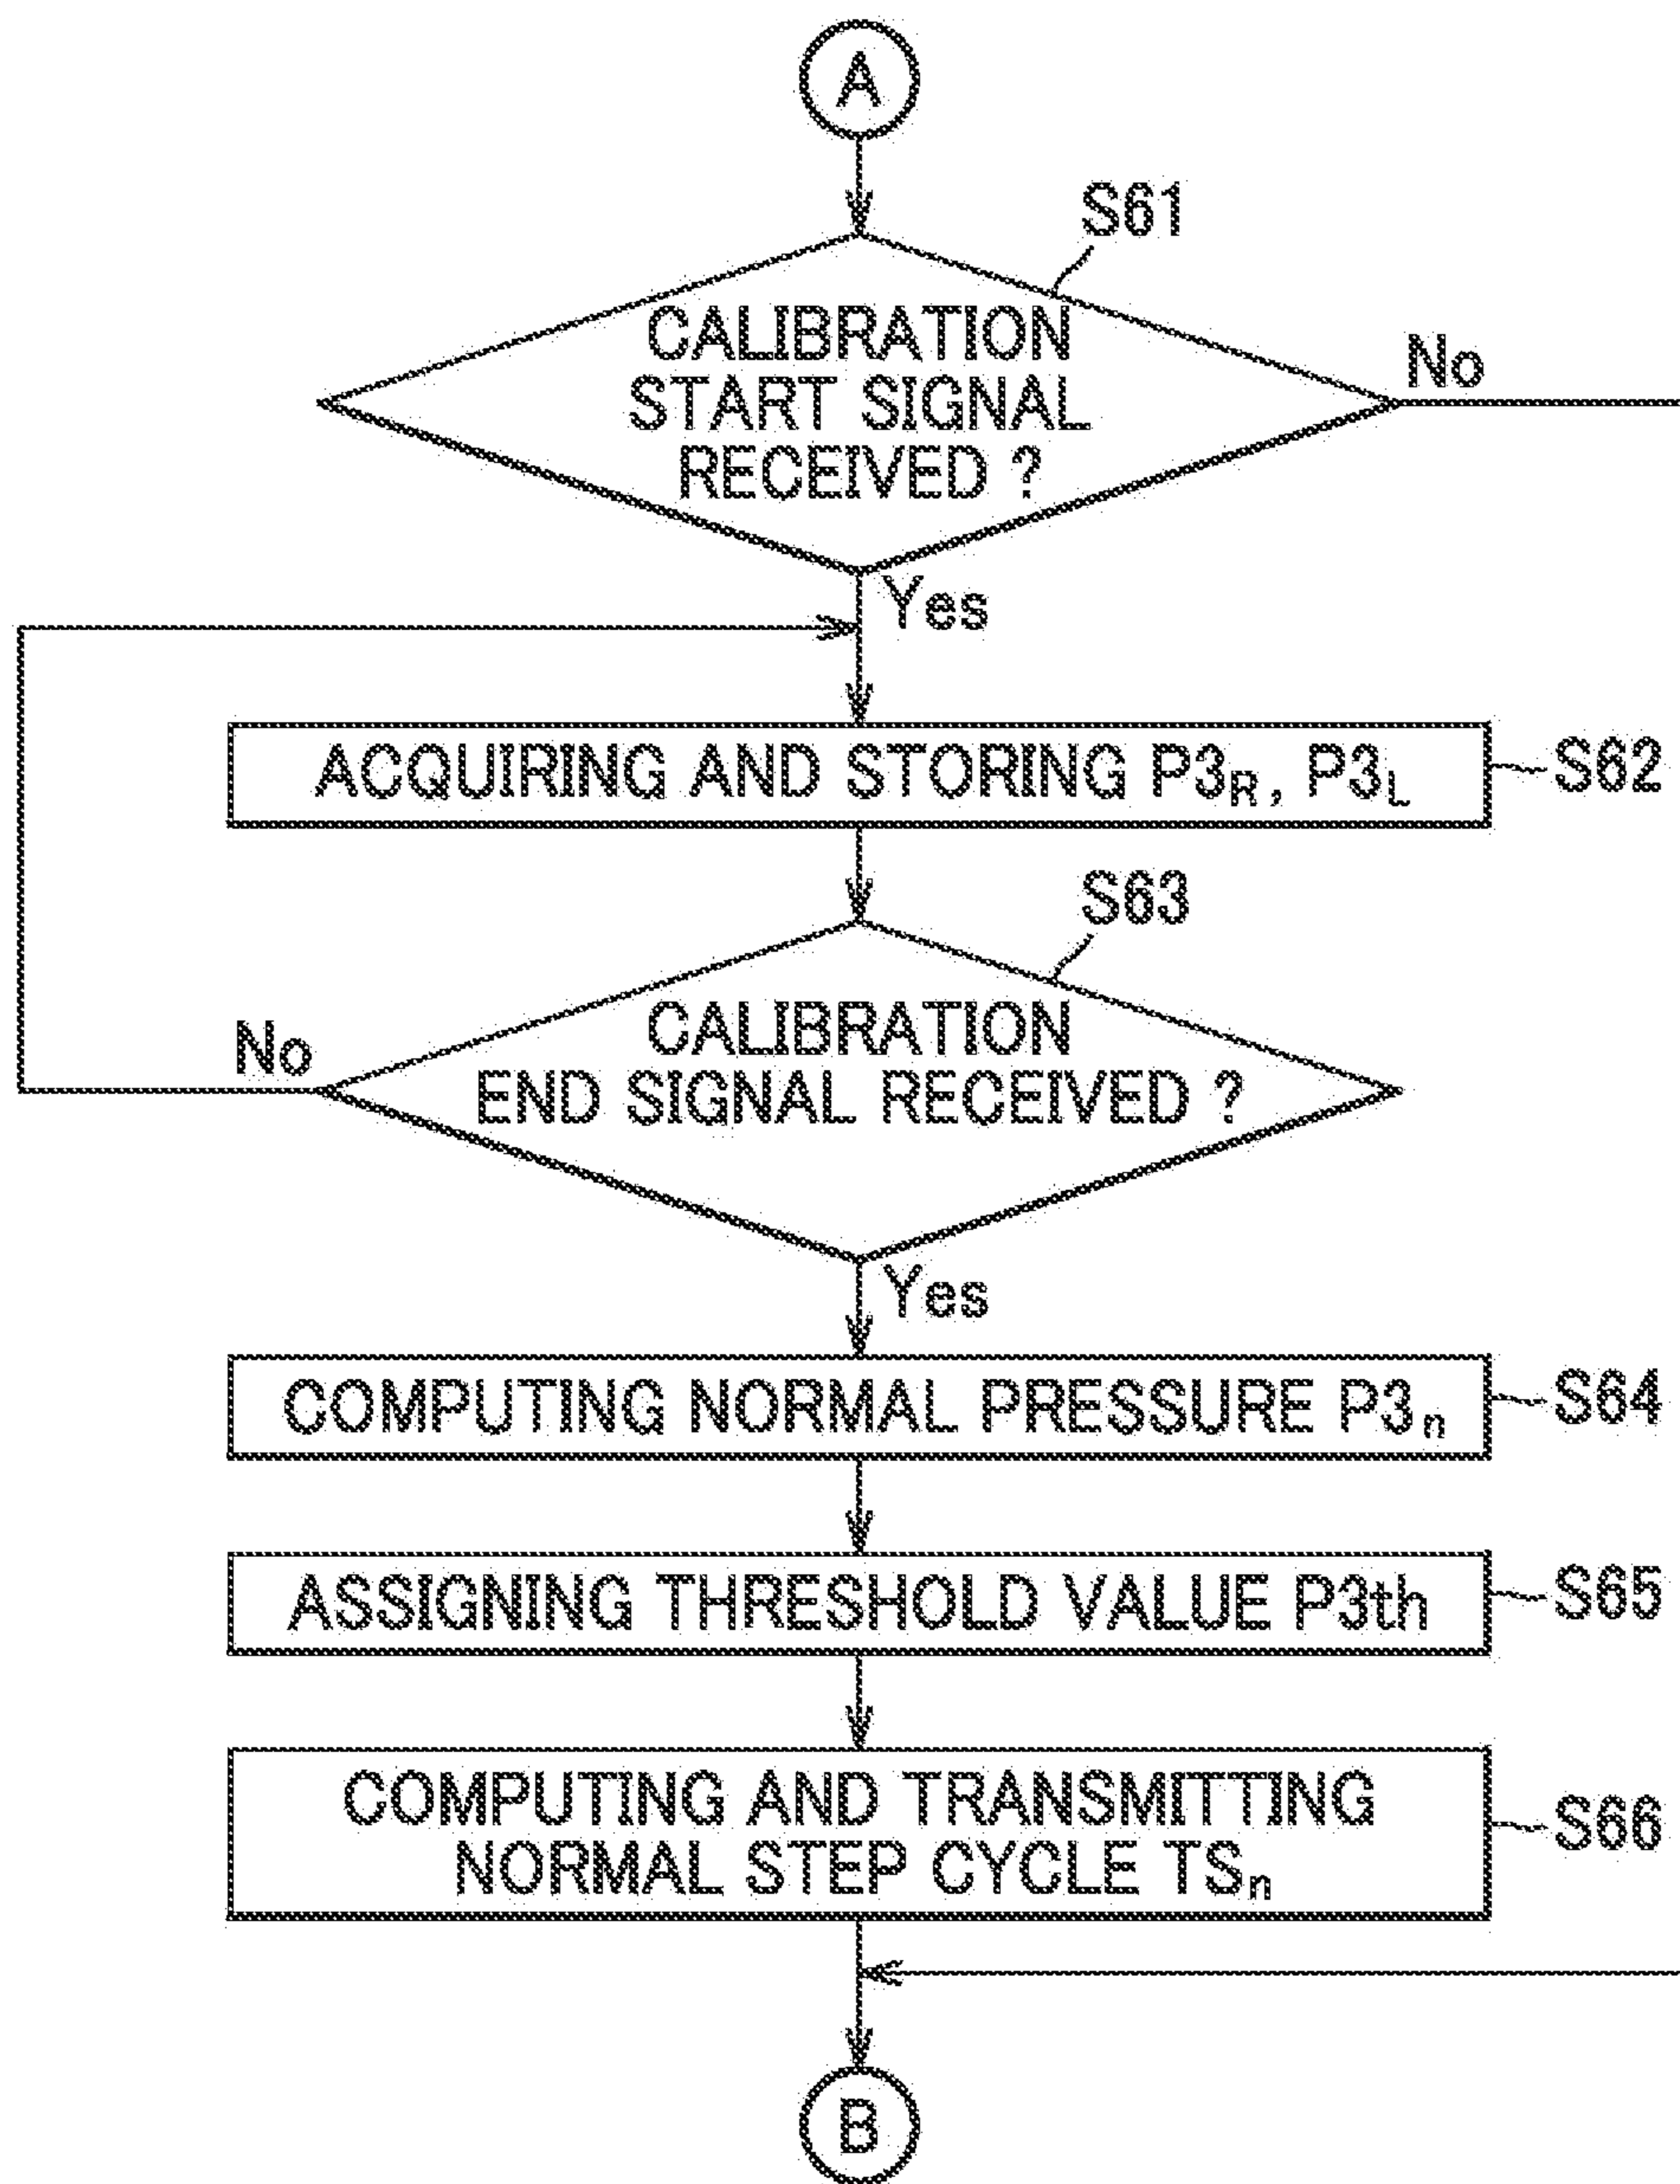 A
S61
CALIBRATION
START SIGNAL
RECEIVED ?
No
Yes
ACQUIRING AND STORING P3R, P3L
S62
S63
CALIBRATION
END SIGNAL RECEIVED ?
No
Yes
COMPUTING NORMAL PRESSURE P3n
S64
ASSIGNING THRESHOLD VALUE P3th
S65
COMPUTING AND TRANSMITTING
NORMAL STEP CYCLE TSn
S66
B